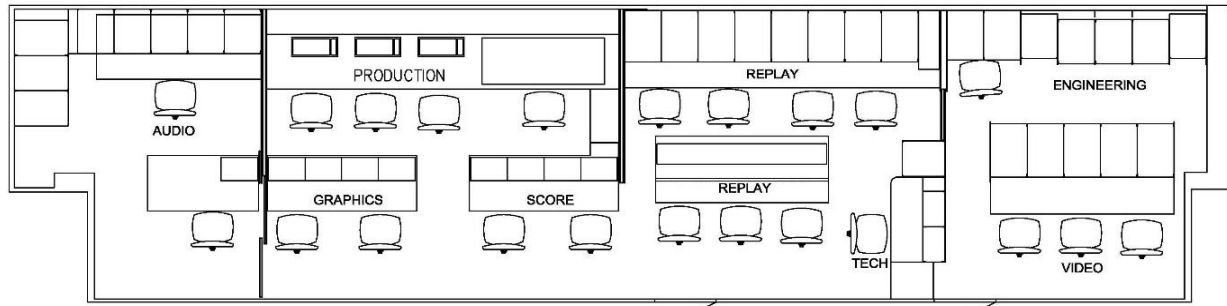 PRODUCTION
REPLAY
ENGINEERING
AUDIO
REPLAY
GRAPHICS
SCORE
TECH
VIDEO